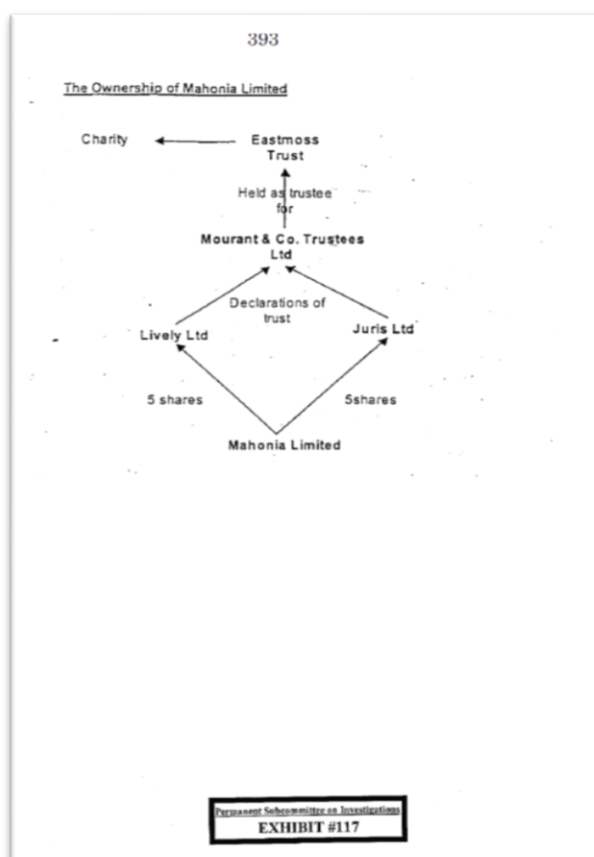 393
The Ownership of Mahonia Limited
Charity
Eastmoss
Trust
Held as trustee
for
Mourant & Co. Trustees
Ltd
Declarations of
trust
Lively Ltd
Juris Ltd
5 shares
5shares
Mahonia Limited
Permanent Subcommittee on Investigations
EXHIBIT #117